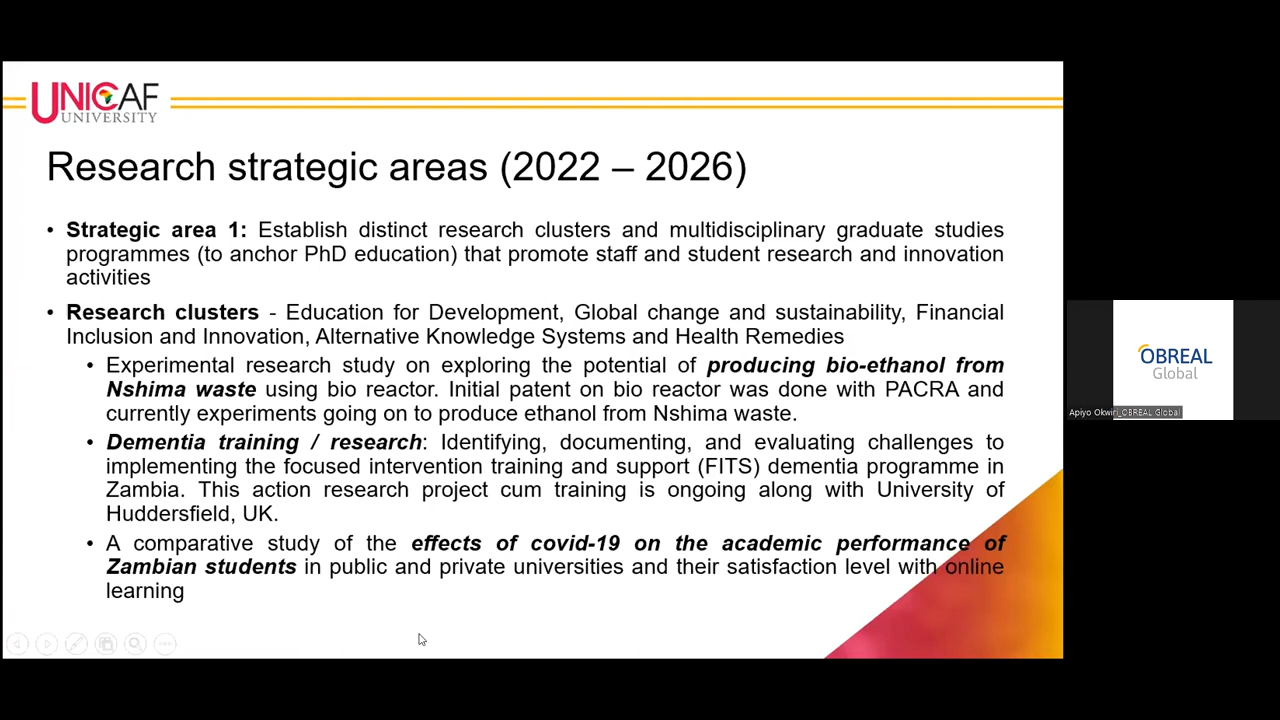 UNICAF
UNIVERSITY
Research strategic areas (2022 – 2026)
• Strategic area 1: Establish distinct research clusters and multidisciplinary graduate studies
programmes (to anchor PhD education) that promote staff and student research and innovation
activities
• Research clusters - Education for Development, Global change and sustainability, Financial
Inclusion and Innovation, Alternative Knowledge Systems and Health Remedies
• Experimental research study on exploring the potential of producing bio-ethanol from
Nshima waste using bio reactor. Initial patent on bio reactor was done with PACRA and
currently experiments going on to produce ethanol from Nshima waste.
• Dementia training / research: Identifying, documenting, and evaluating challenges to
implementing the focused intervention training and support (FITS) dementia programme in
Zambia. This action research project cum training is ongoing along with University of
Huddersfield, UK.
• A comparative study of the effects of covid-19 on the academic performance of
Zambian students in public and private universities and their satisfaction level with online
learning
OBREAL
Global
Apiyo Okwiri_OBREAL Global